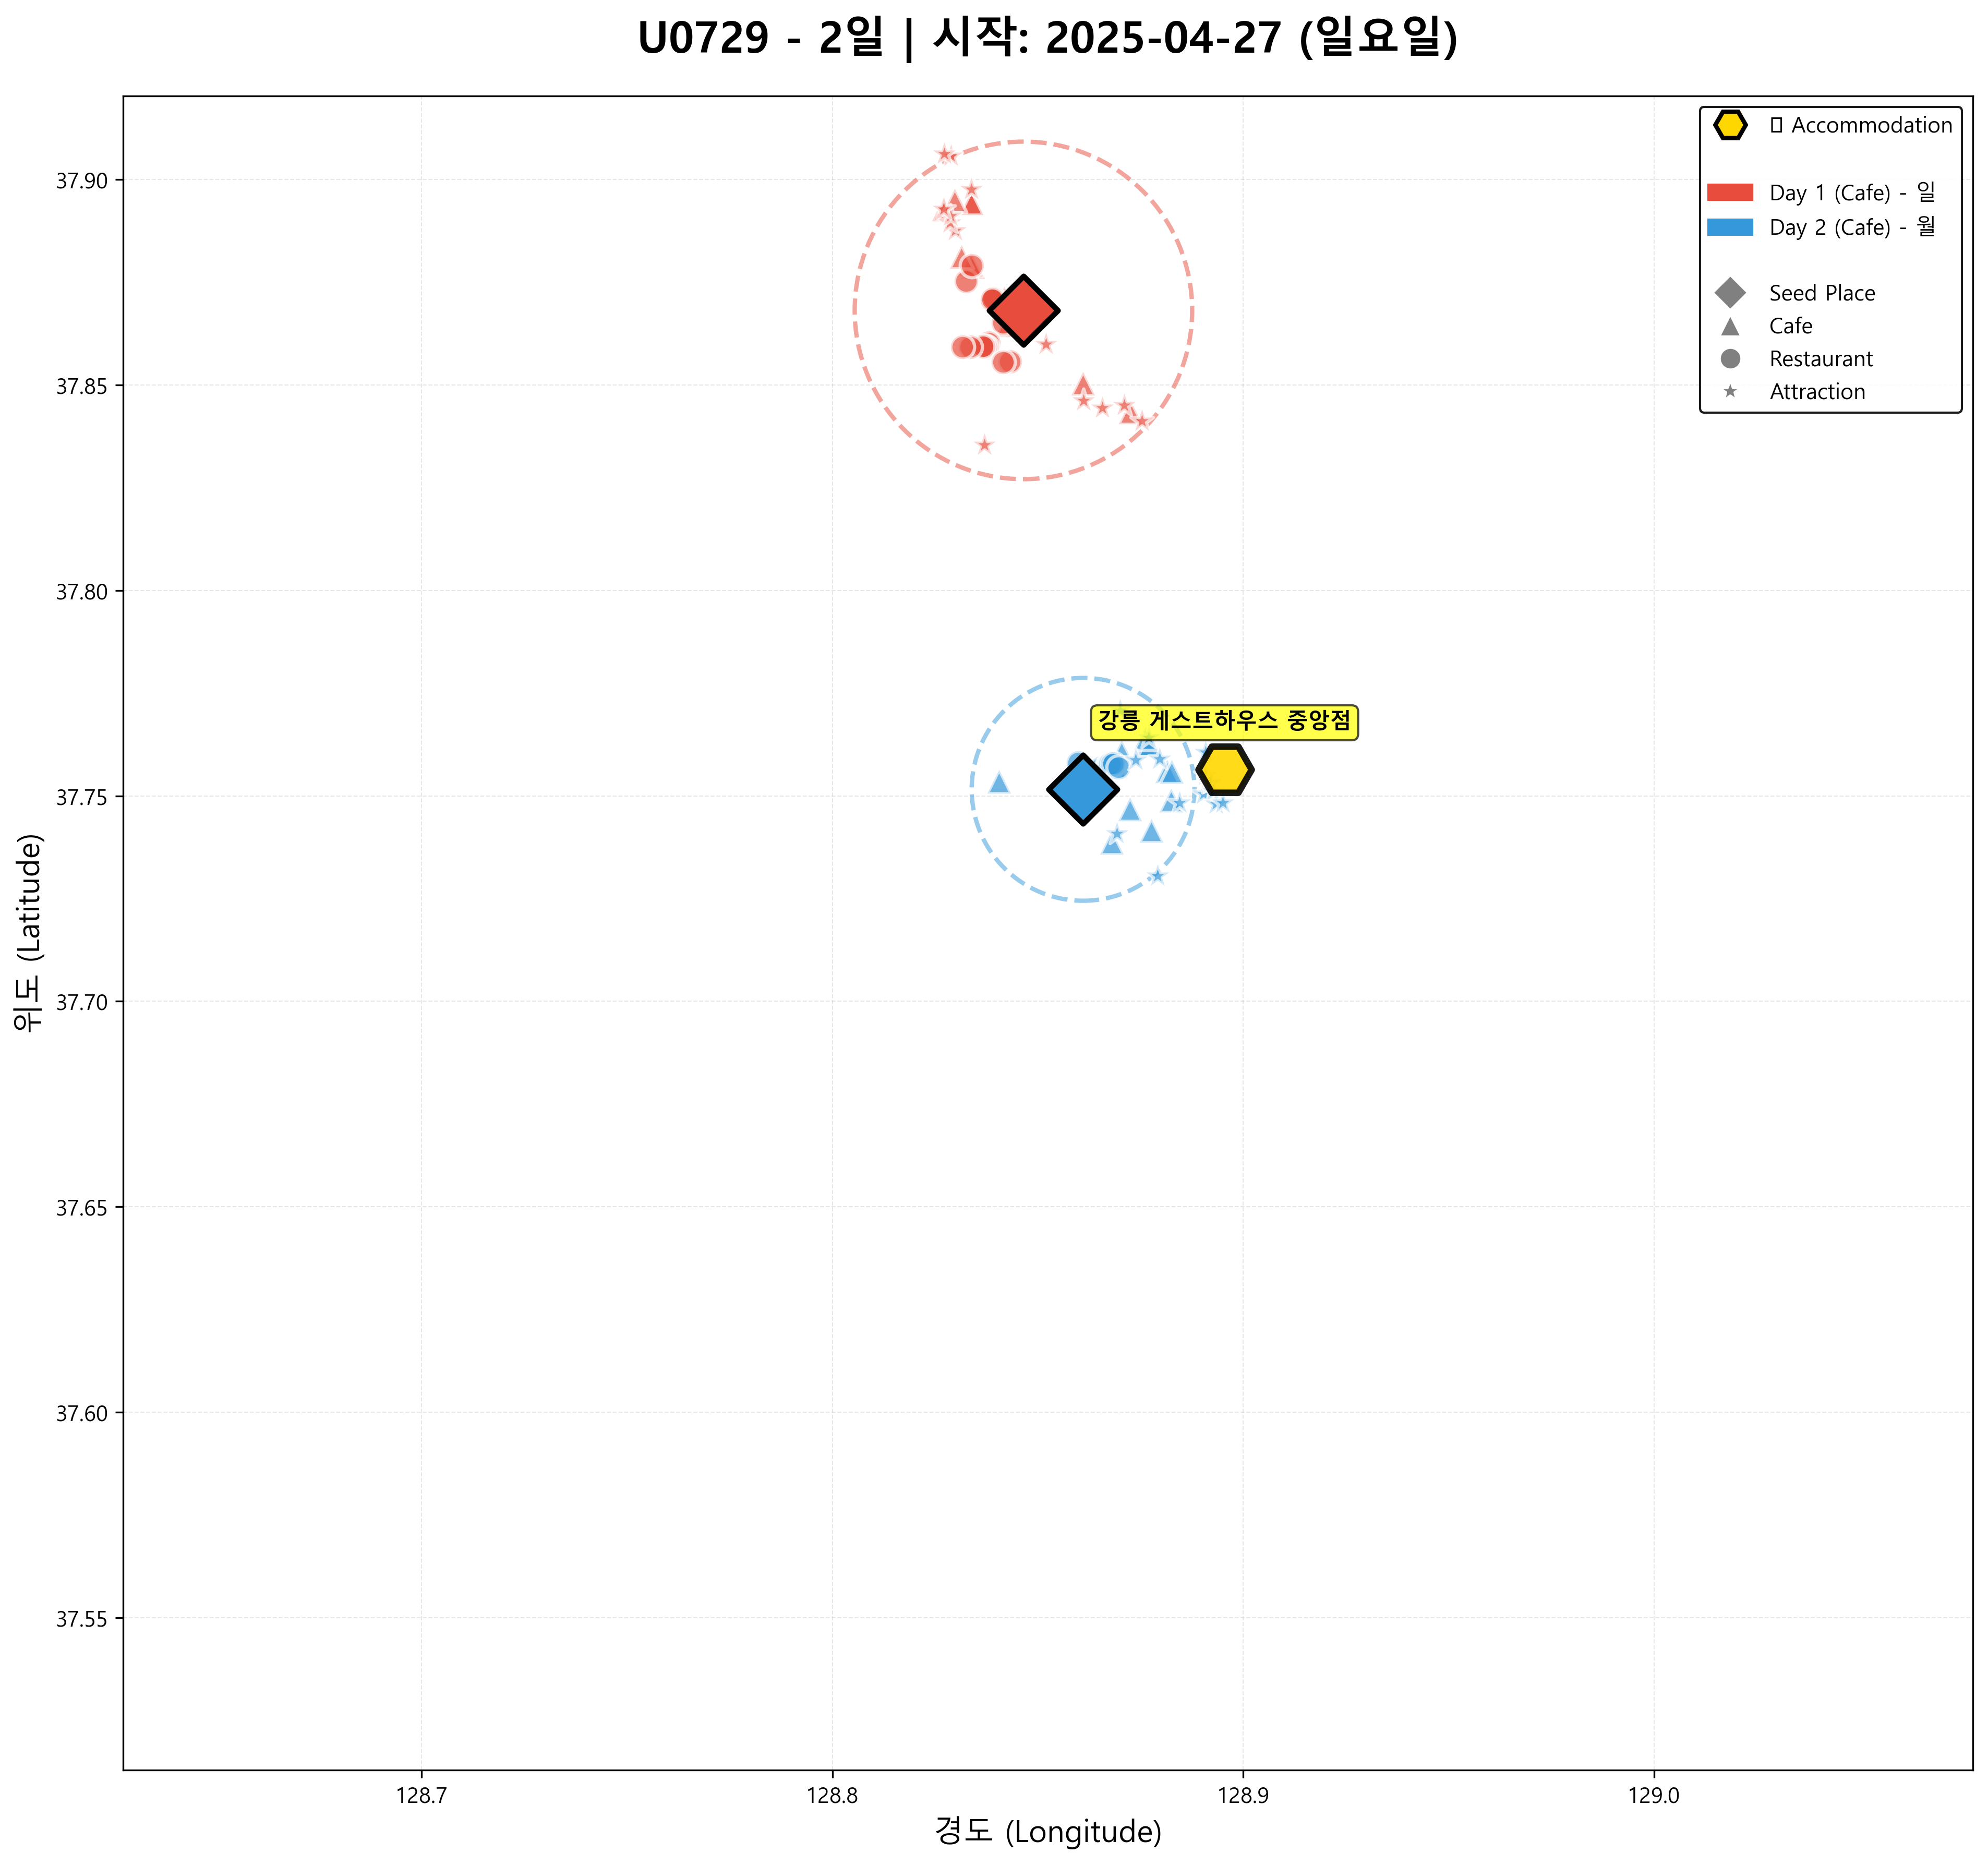 U0729 - 2일 | 시작: 2025-04-27 (일요일)
Accommodation
Day 1 (Cafe) - 일
Day 2 (Cafe) - 월
Seed Place
Cafe
Restaurant
Attraction
강릉 게스트하우스 중앙점
위도 (Latitude)
37.90
37.85
37.80
37.75
37.70
37.65
37.60
37.55
128.7
128.8
128.9
129.0
경도 (Longitude)